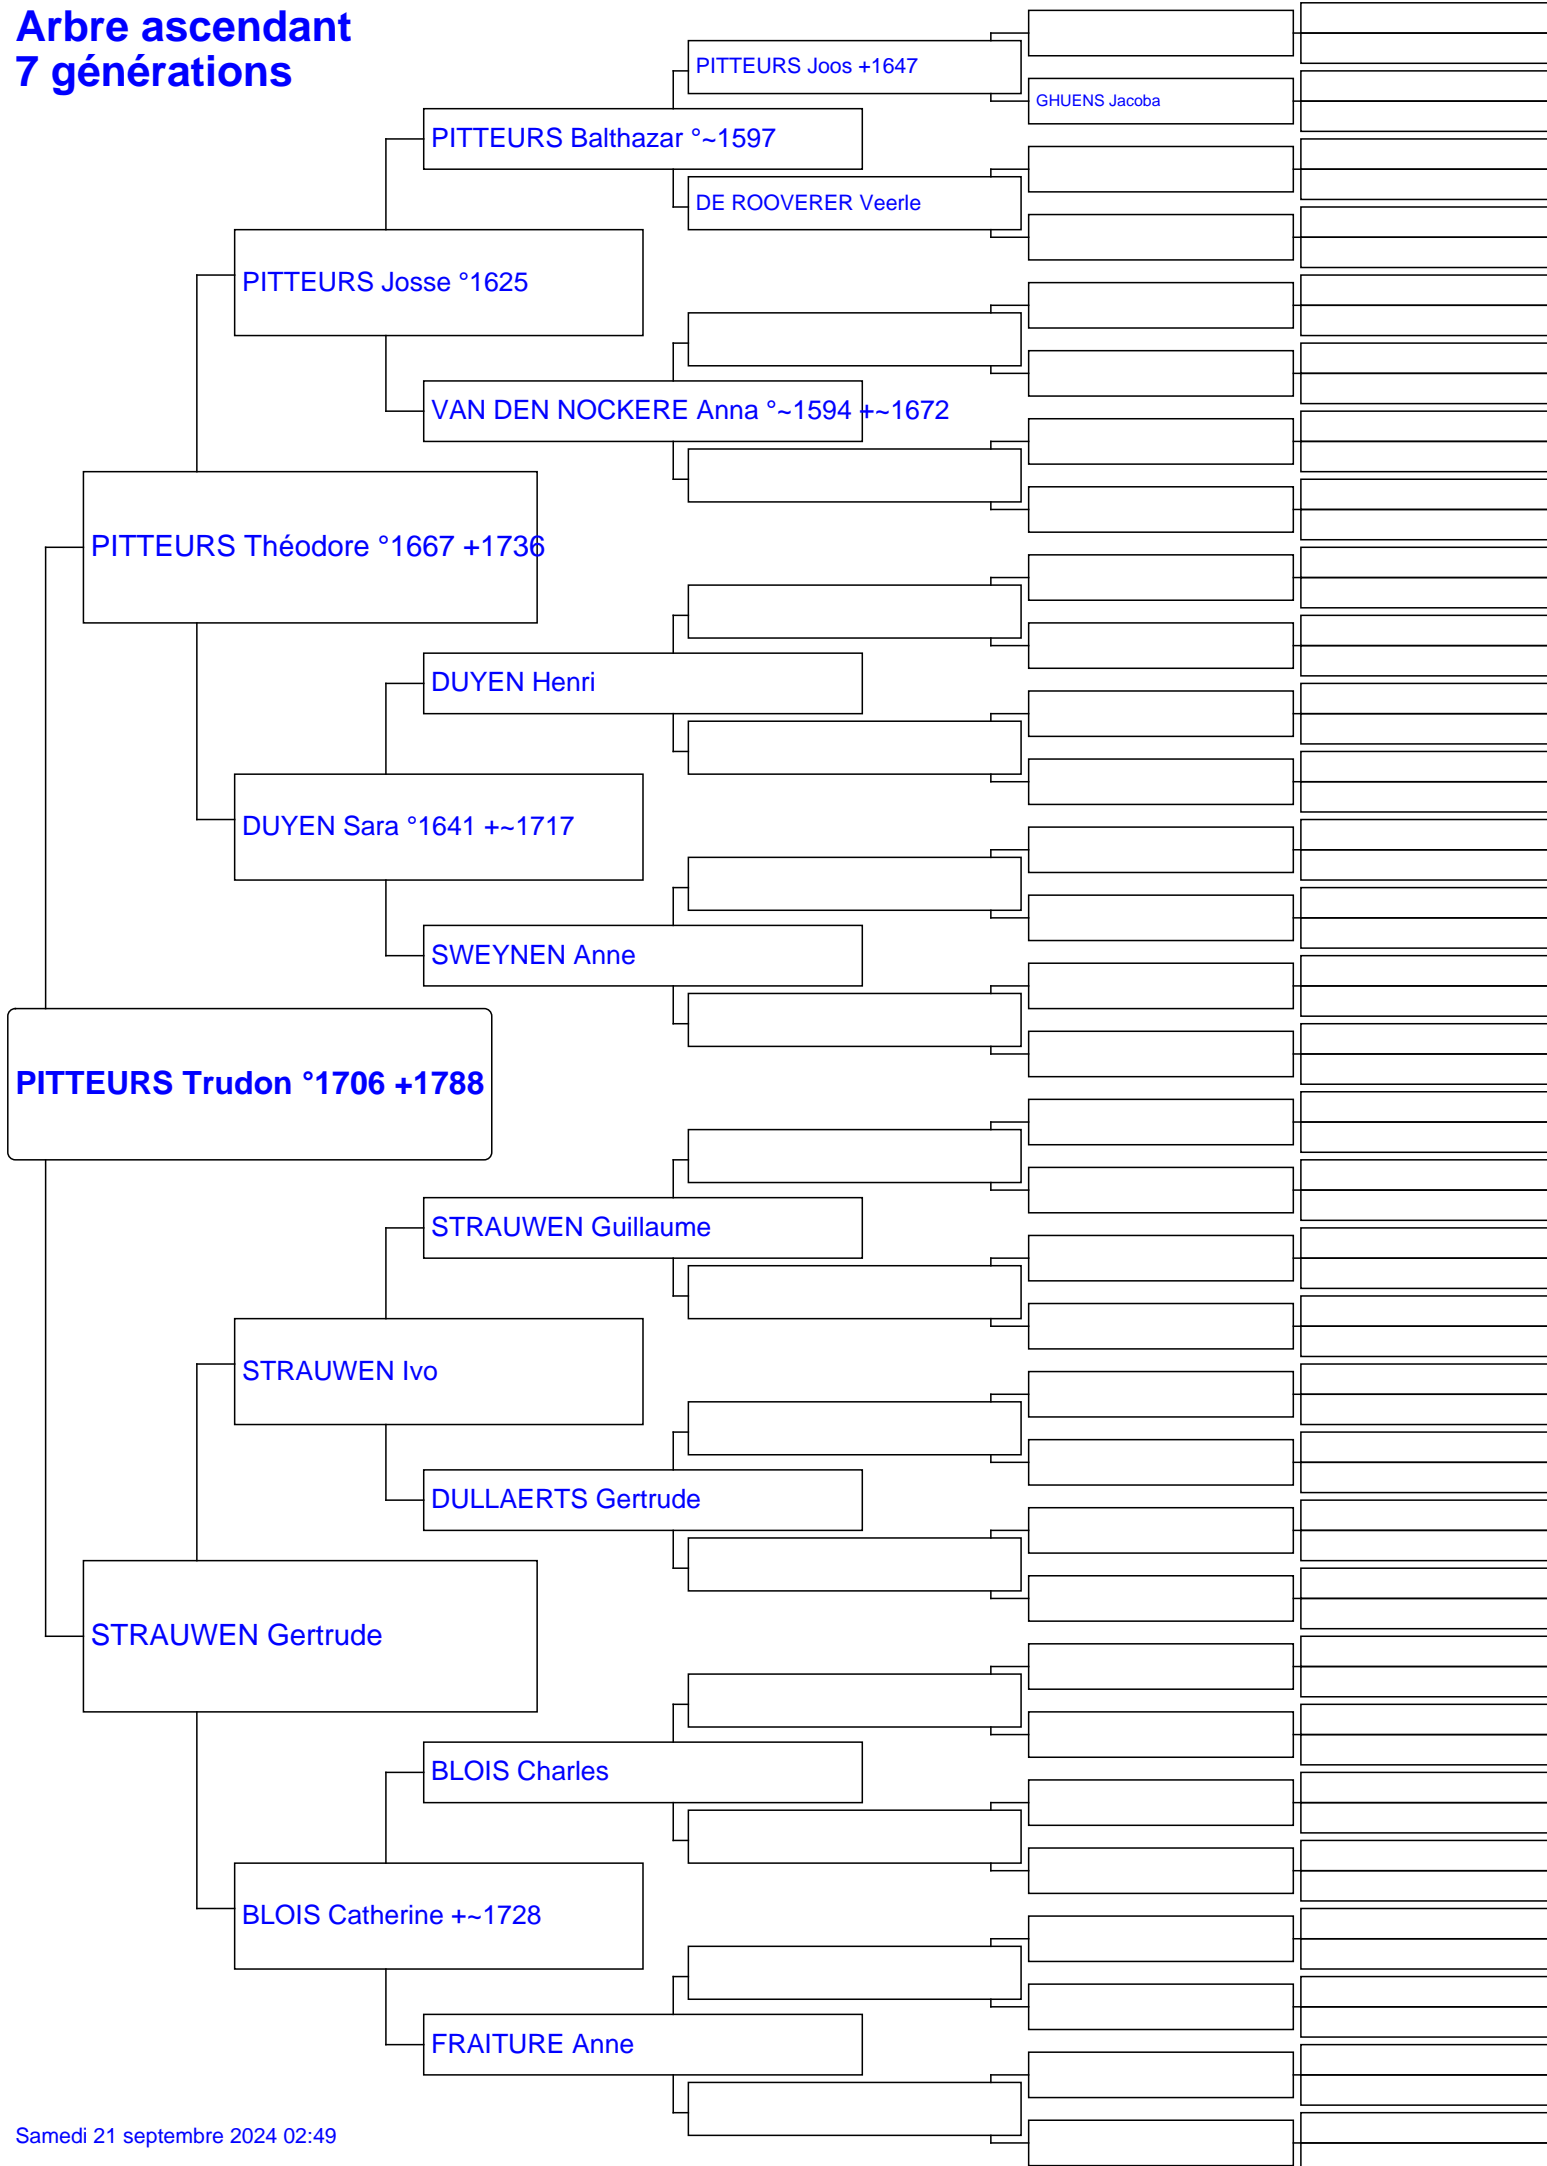 Arbre ascendant
7 générations
PITTEURS Joos +1647
GHUENS Jacoba
PITTEURS Balthazar °~1597
DE ROOVERER Veerle
PITTEURS Josse °1625
VAN DEN NOCKERE Anna °~1594 +~1672
PITTEURS Théodore °1667 +1736
DUYEN Henri
DUYEN Sara °1641 +~1717
SWEYNEN Anne
PITTEURS Trudon °1706 +1788
STRAUWEN Guillaume
STRAUWEN Ivo
DULLAERTS Gertrude
STRAUWEN Gertrude
BLOIS Charles
BLOIS Catherine +~1728
FRAITURE Anne
Samedi 21 septembre 2024 02:49